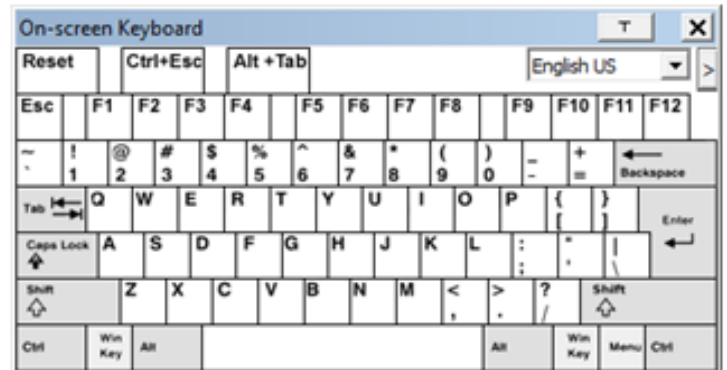 On-screen Keyboard T X
Reset Ctrl+Esc Alt +Tab English US >
Esc F1 F2 F3 F4 F5 F6 F7 F8 F9 F10 F11 F12
~ ! @ # $ % ^ & * ( ) _ +
` 1 2 3 4 5 6 7 8 9 0 - = Backspace
Tab Q W E R T Y U I O P { }
[ ] Enter
Caps Lock A S D F G H J K L : " |
; ' \
Shift Z X C V B N M < > ? Shift
, . /
Ctrl Win Key Alt Alt Win Key Menu Ctrl